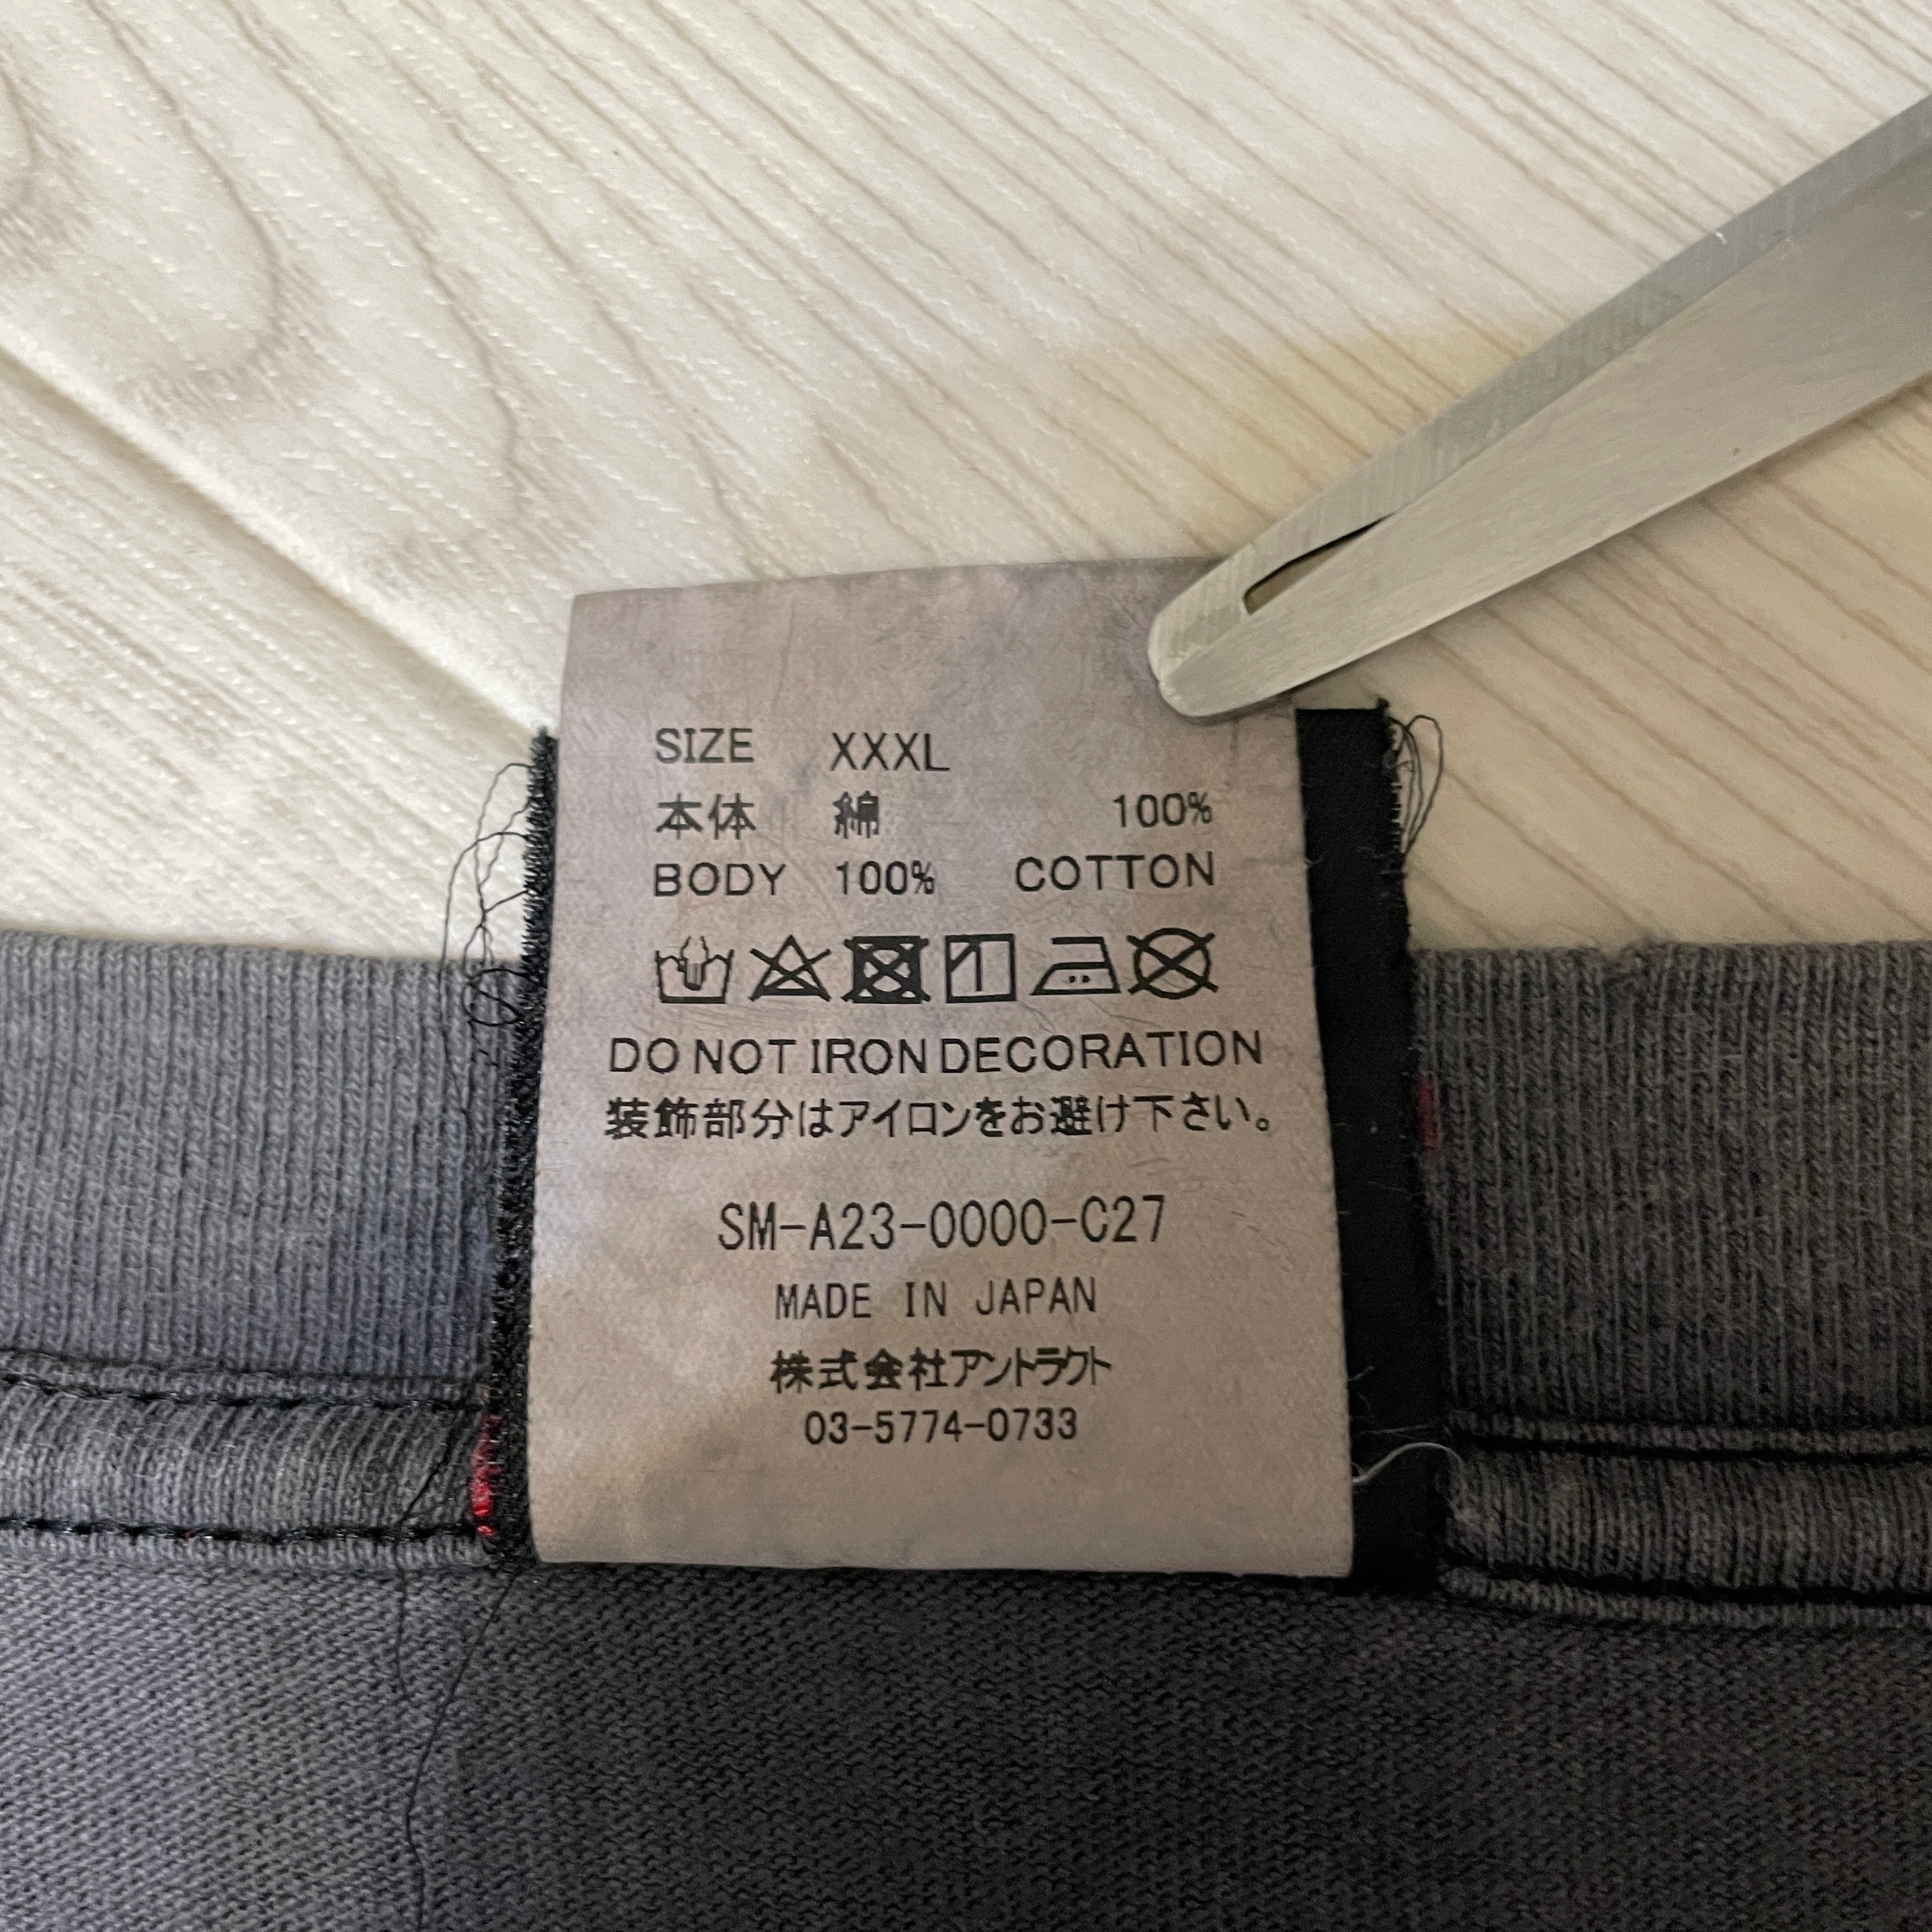 SIZE XXXL
本体 綿 100%
BODY 100% COTTON
DO NOT IRON DECORATION
装飾部分はアイロンをお避け下さい。
SM-A23-0000-C27
MADE IN JAPAN
株式会社アントラクト
03-5774-0733